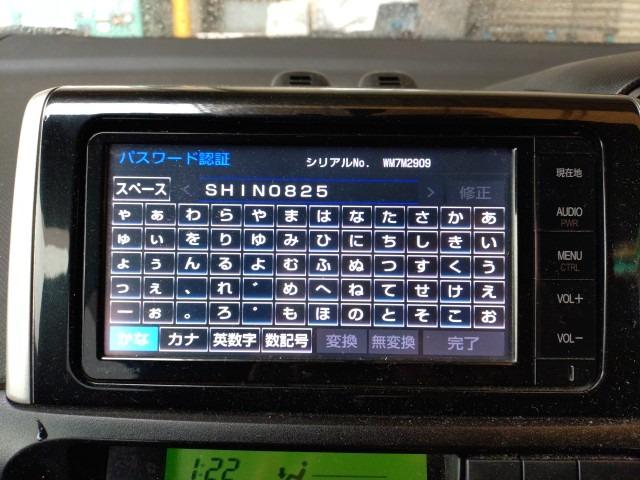 パスワード認証 シリアルNo. WM7M2909
スペース < SHINO825 > 修正
ゃ ぁ わ ら や ま は な た さ か あ
ゅ ぃ を り ゆ み ひ に ち し き い
ょ ぅ ん る よ む ふ ぬ つ す く う
っ ぇ 、 れ ゛ め へ ね て せ け え
ー ぉ 。 ろ ゜ も ほ の と そ こ お
かな カナ 英数字 数記号 変換 無変換 完了
現在地
AUDIO
PWR
MENU
CTRL
VOL+
VOL−
1:22